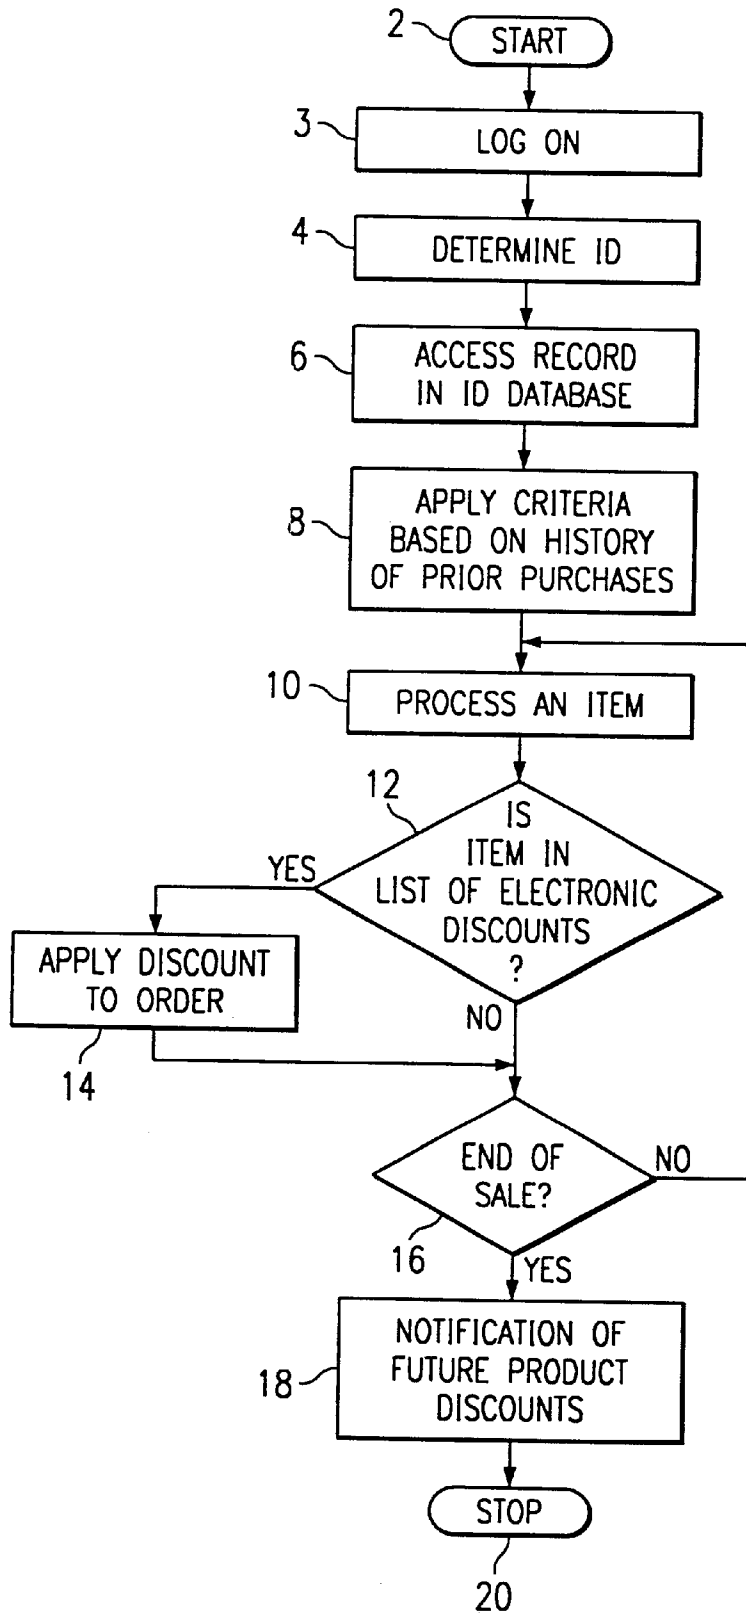 2
START
3
LOG ON
4
DETERMINE ID
6
ACCESS RECORD
IN ID DATABASE
8
APPLY CRITERIA
BASED ON HISTORY
OF PRIOR PURCHASES
10
PROCESS AN ITEM
12
IS
ITEM IN
LIST OF ELECTRONIC
DISCOUNTS
?
YES
APPLY DISCOUNT
TO ORDER
14
NO
END OF
SALE?
NO
16
YES
18
NOTIFICATION OF
FUTURE PRODUCT
DISCOUNTS
STOP
20